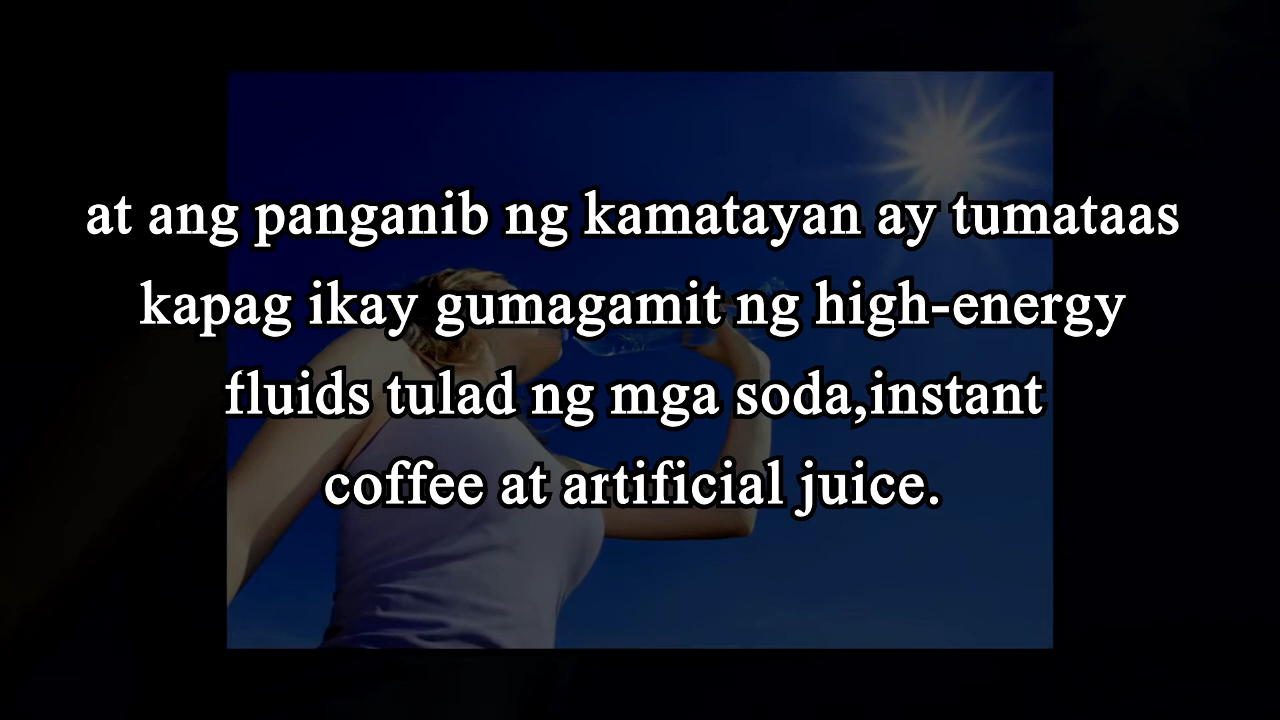 at ang panganib ng kamatayan ay tumataas
kapag ikay gumagamit ng high-energy
fluids tulad ng mga soda,instant
coffee at artificial juice.